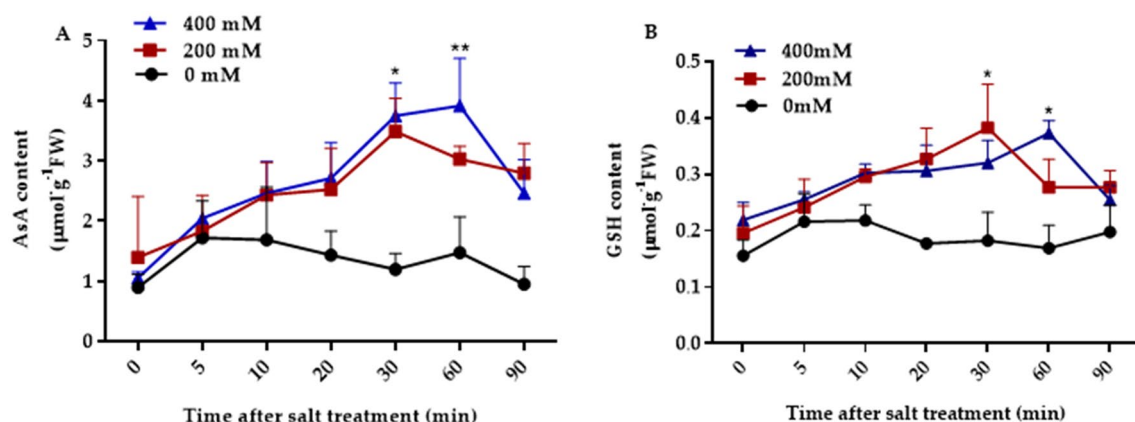 A
400 mM
200 mM
0 mM
AsA content
(µmol·g⁻¹FW)
5
4
3
2
1
0
*
**
0 5 10 20 30 60 90
Time after salt treatment (min)
B
400mM
200mM
0mM
GSH content
(µmol·g⁻¹FW)
0.5
0.4
0.3
0.2
0.1
0.0
*
*
0 5 10 20 30 60 90
Time after salt treatment (min)